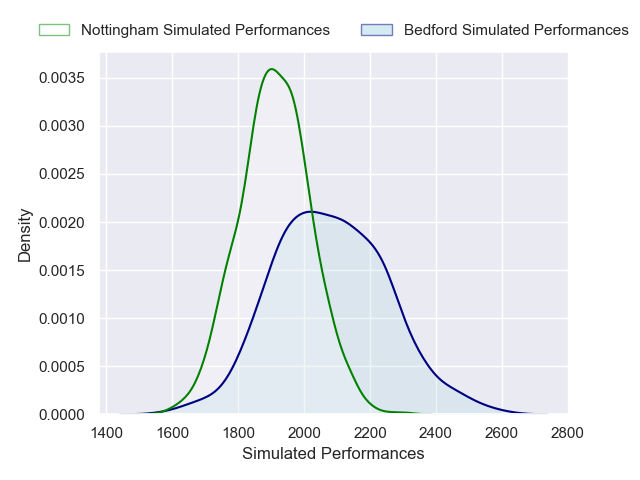 Nottingham Simulated Performances Bedford Simulated Performances
0.0035
0.0030
0.0025
0.0020
0.0015
0.0010
0.0005
0.0000
Density
1400 1600 1800 2000 2200 2400 2600 2800
Simulated Performances